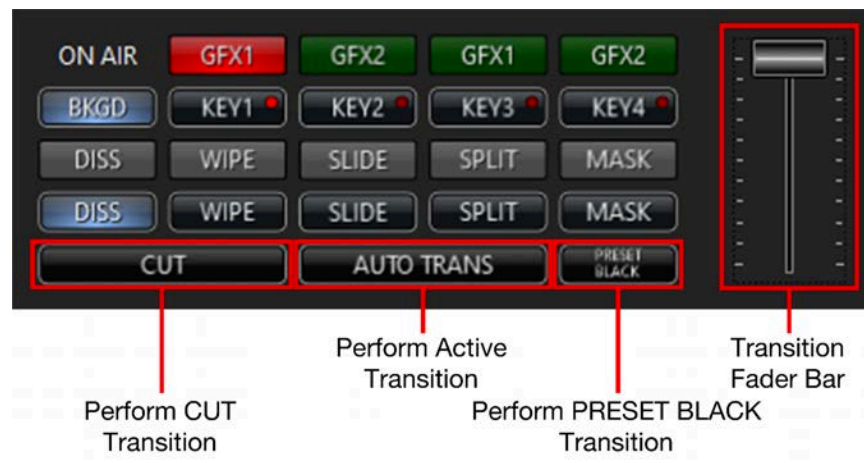 ON AIR GFX1 GFX2 GFX1 GFX2
BKGD KEY1 KEY2 KEY3 KEY4
DISS WIPE SLIDE SPLIT MASK
DISS WIPE SLIDE SPLIT MASK
CUT AUTO TRANS PRESET
BLACK
Perform Active
Transition
Transition
Fader Bar
Perform CUT
Transition
Perform PRESET BLACK
Transition